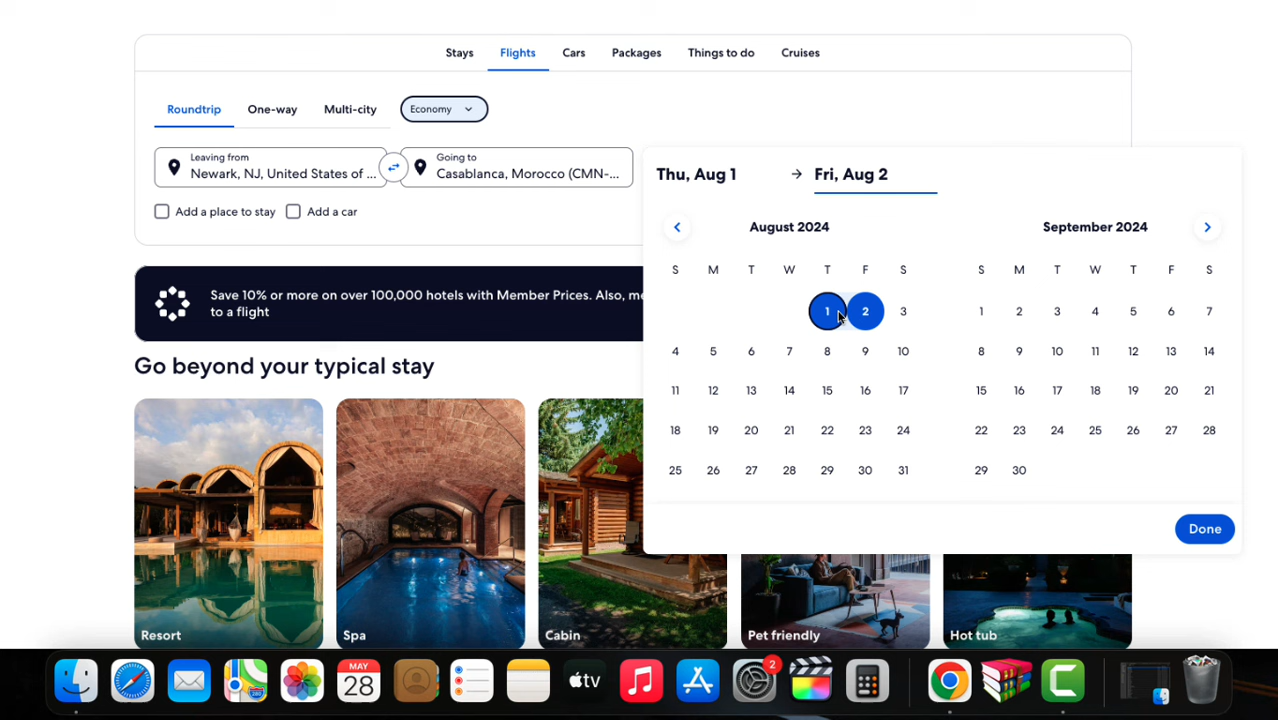 Stays Flights Cars Packages Things to do Cruises
Roundtrip One-way Multi-city Economy
Leaving from
Newark, NJ, United States of ...
Going to
Casablanca, Morocco (CMN-...
Add a place to stay Add a car
Thu, Aug 1 → Fri, Aug 2
August 2024
S M T W T F S
1 2 3
4 5 6 7 8 9 10
11 12 13 14 15 16 17
18 19 20 21 22 23 24
25 26 27 28 29 30 31
September 2024
S M T W T F S
1 2 3 4 5 6 7
8 9 10 11 12 13 14
15 16 17 18 19 20 21
22 23 24 25 26 27 28
29 30
Done
Save 10% or more on over 100,000 hotels with Member Prices. Also, me
to a flight
Go beyond your typical stay
Resort
Spa
Cabin
Pet friendly
Hot tub
MAY
28
tv
2